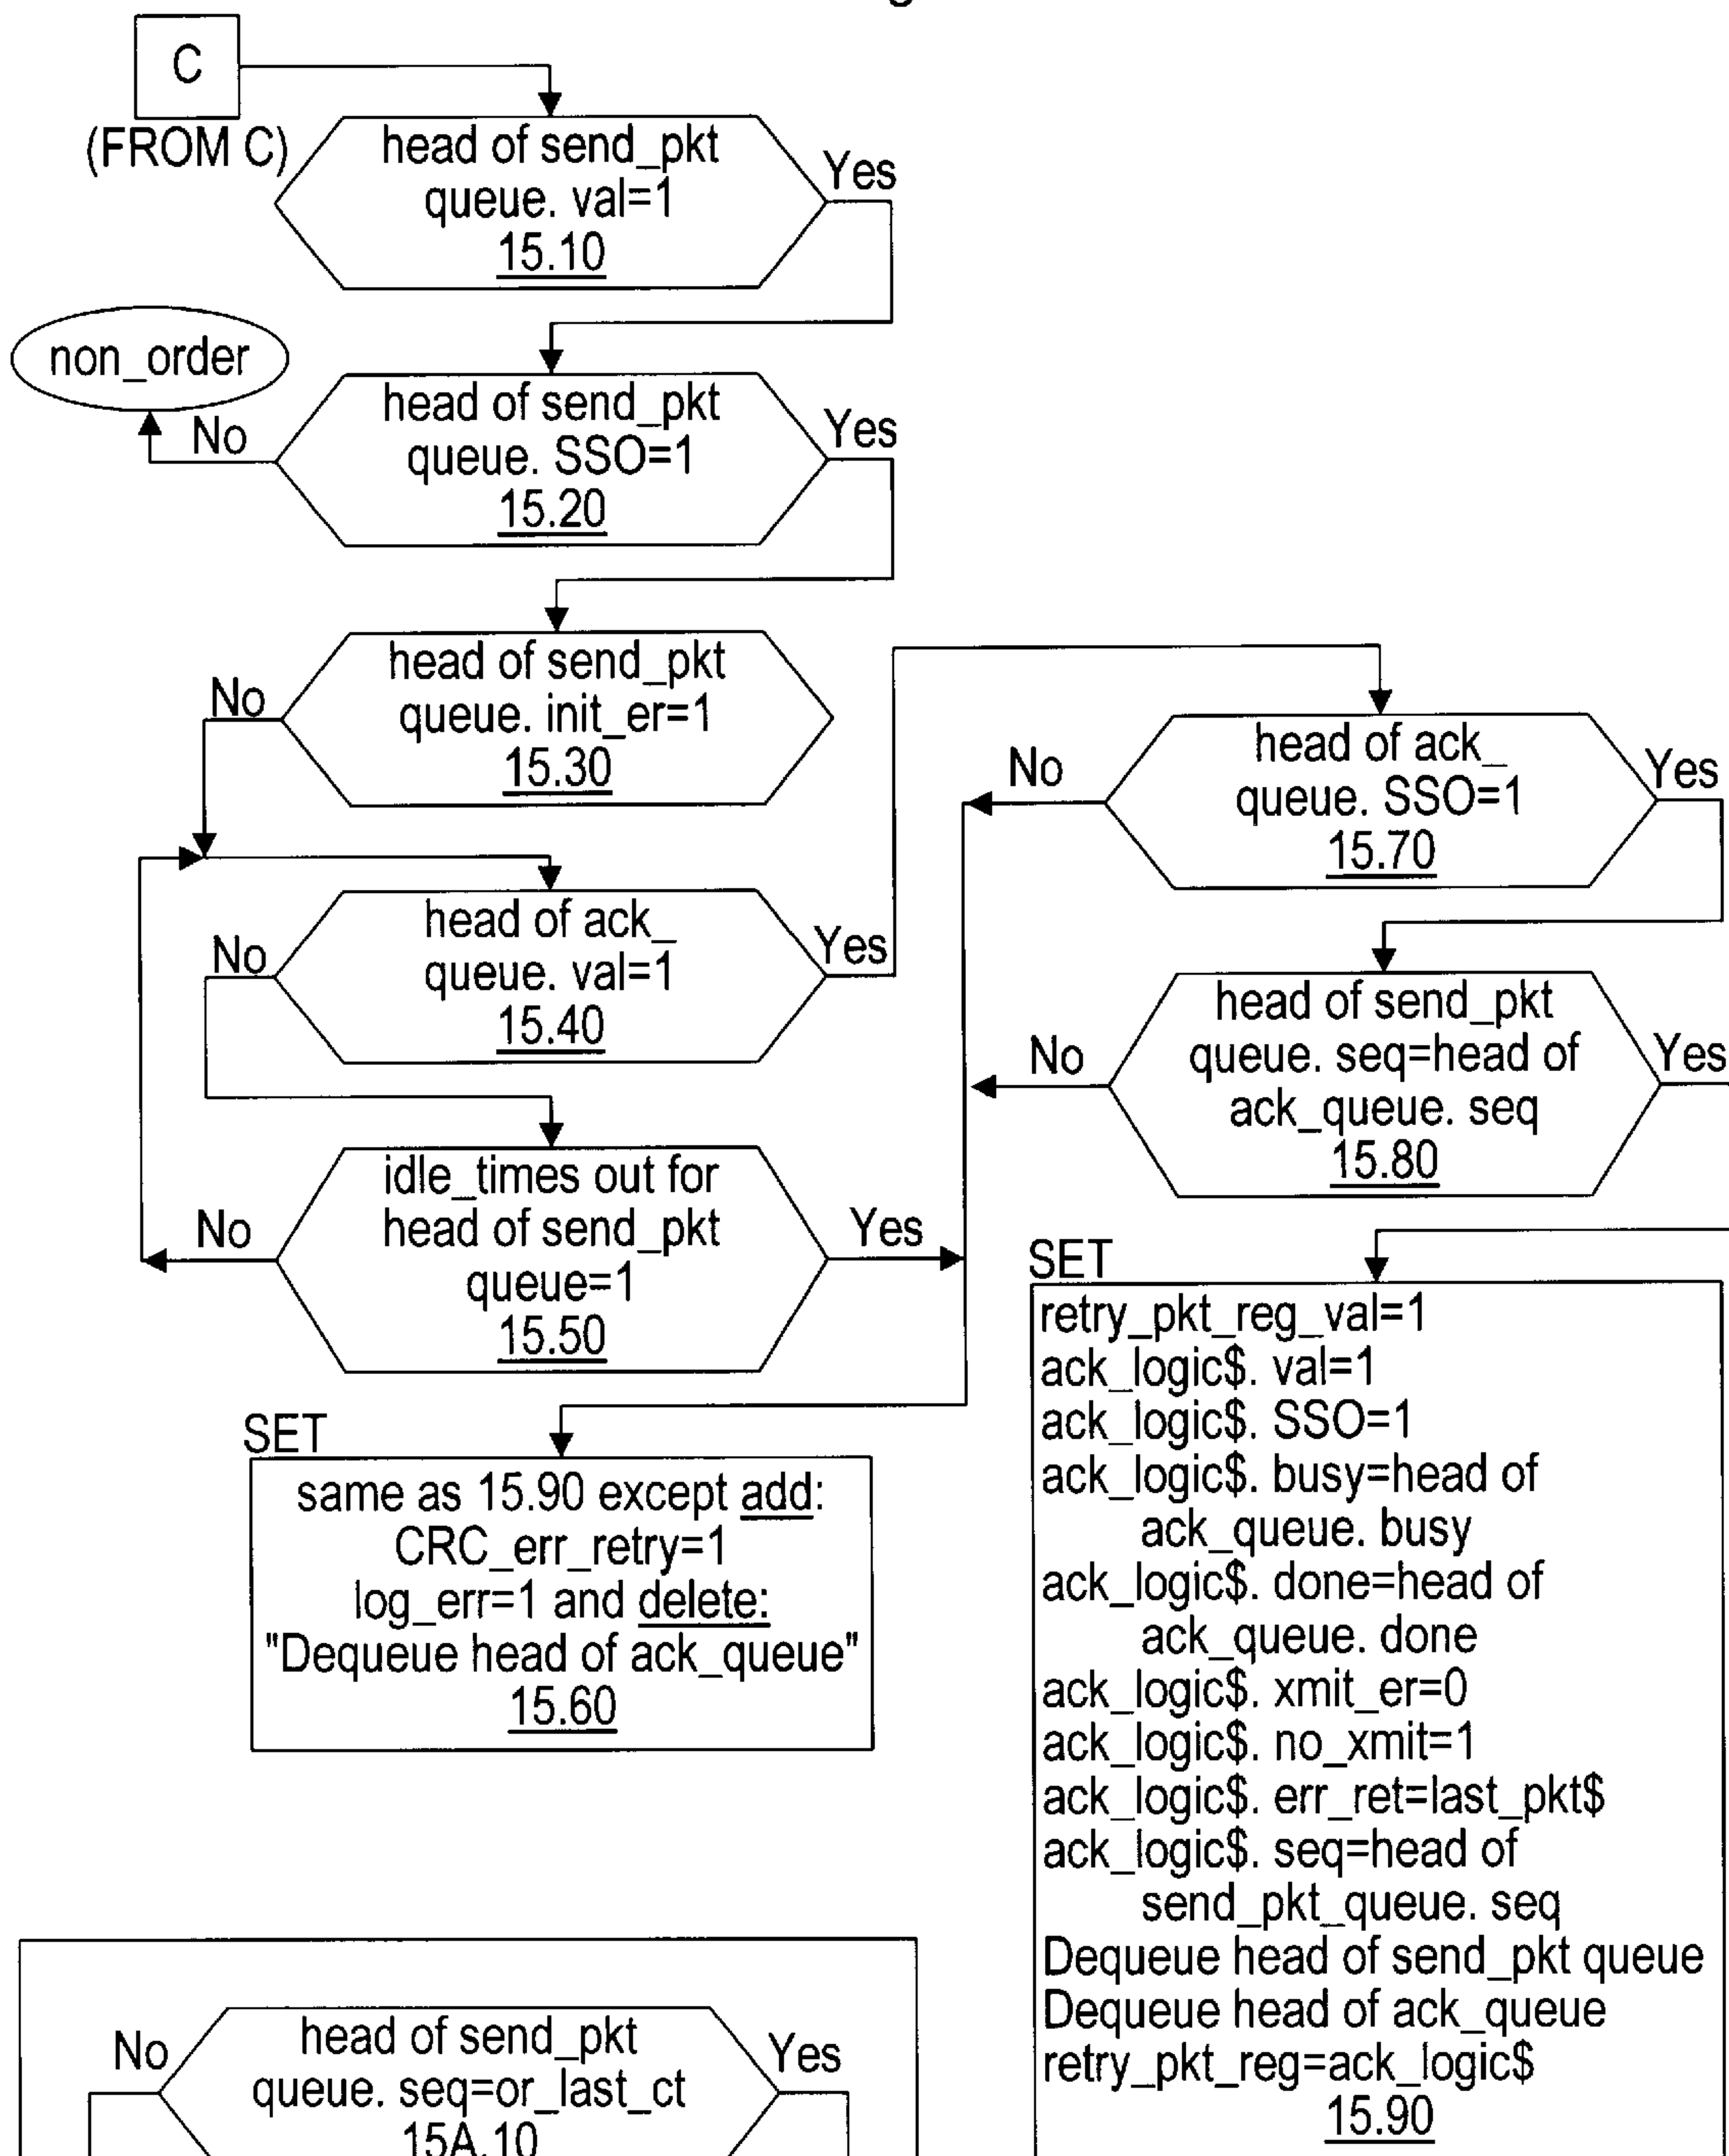 C
(FROM C)
head of send_pkt
queue. val=1
15.10
Yes
non_order
No
head of send_pkt
queue. SSO=1
15.20
Yes
No
head of send_pkt
queue. init_er=1
15.30
No
head of ack_
queue. val=1
15.40
Yes
No
idle_times out for
head of send_pkt
queue=1
15.50
Yes
SET
same as 15.90 except add:
CRC_err_retry=1
log_err=1 and delete:
"Dequeue head of ack_queue"
15.60
No
head of ack_
queue. SSO=1
15.70
Yes
No
head of send_pkt
queue. seq=head of
ack_queue. seq
15.80
Yes
SET
retry_pkt_reg_val=1
ack_logic$. val=1
ack_logic$. SSO=1
ack_logic$. busy=head of
ack_queue. busy
ack_logic$. done=head of
ack_queue. done
ack_logic$. xmit_er=0
ack_logic$. no_xmit=1
ack_logic$. err_ret=last_pkt$
ack_logic$. seq=head of
send_pkt_queue. seq
Dequeue head of send_pkt queue
Dequeue head of ack_queue
retry_pkt_reg=ack_logic$
15.90
No
head of send_pkt
queue. seq=or_last_ct
15A.10
Yes